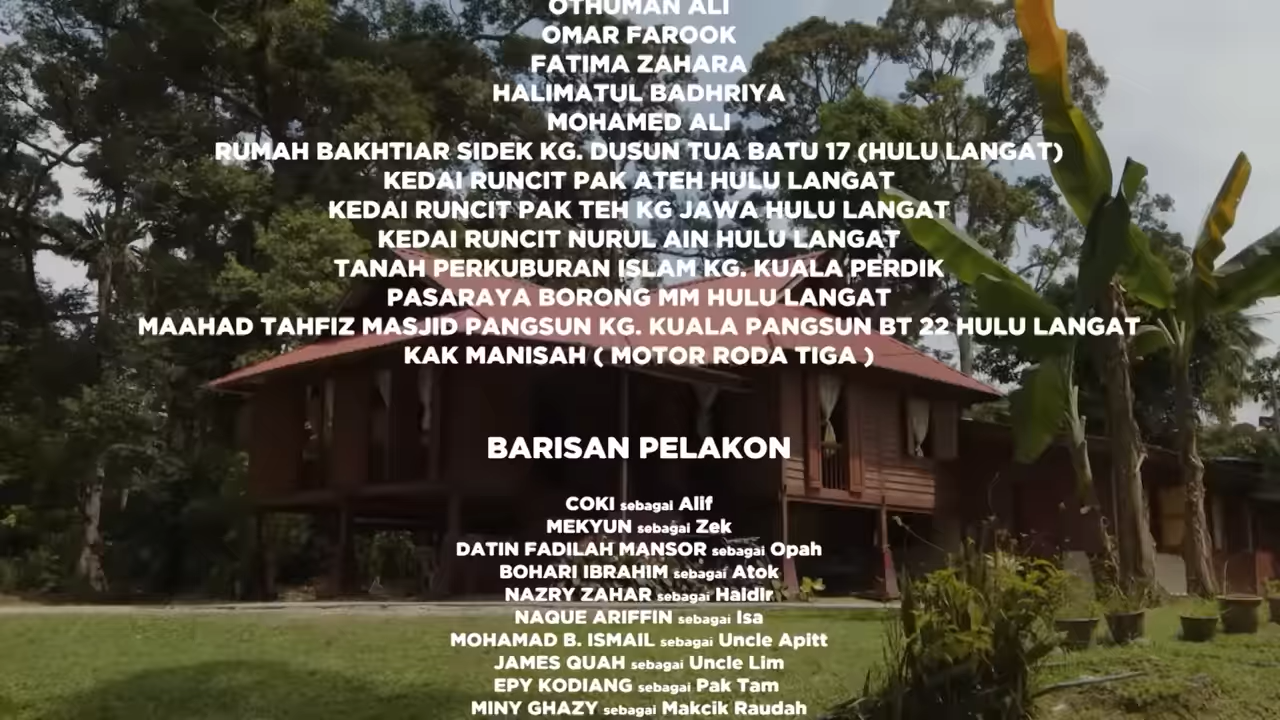 OTHUMAN ALI
OMAR FAROOK
FATIMA ZAHARA
HALIMATUL BADHRIYA
MOHAMED ALI
RUMAH BAKHTIAR SIDEK KG. DUSUN TUA BATU 17 (HULU LANGAT)
KEDAI RUNCIT PAK ATEH HULU LANGAT
KEDAI RUNCIT PAK TEH KG JAWA HULU LANGAT
KEDAI RUNCIT NURUL AIN HULU LANGAT
TANAH PERKUBURAN ISLAM KG. KUALA PERDIK
PASARAYA BORONG MM HULU LANGAT
MAAHAD TAHFIZ MASJID PANGSUN KG. KUALA PANGSUN BT 22 HULU LANGAT
KAK MANISAH ( MOTOR RODA TIGA )
BARISAN PELAKON
COKI sebagai Alif
MEKYUN sebagai Zek
DATIN FADILAH MANSOR sebagai Opah
BOHARI IBRAHIM sebagai Atok
NAZRY ZAHAR sebagai Haidir
NAQUE ARIFFIN sebagai Isa
MOHAMAD B. ISMAIL sebagai Uncle Apitt
JAMES QUAH sebagai Uncle Lim
EPY KODIANG sebagai Pak Tam
MINY GHAZY sebagai Makcik Raudah